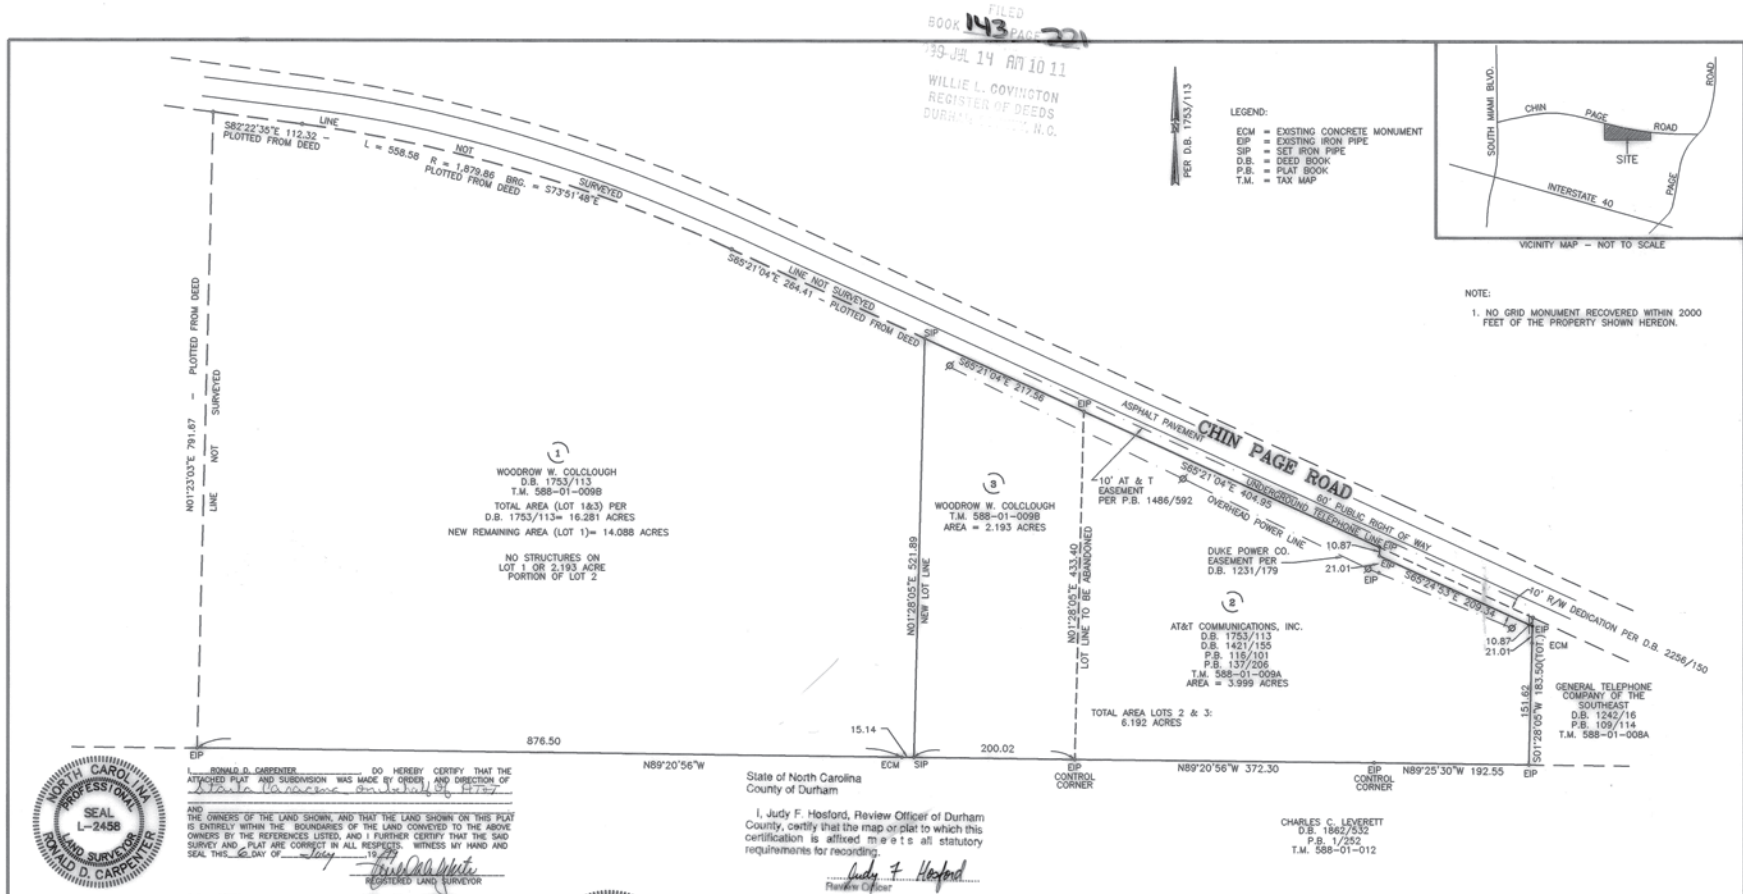 FILED
BOOK 143 PAGE 221
'99 JUL 14 AM 10 11
WILLIE L. COVINGTON
REGISTER OF DEEDS
PER D.B. 1753/113
LEGEND:
ECM = EXISTING CONCRETE MONUMENT
EIP = EXISTING IRON PIPE
SIP = SET IRON PIPE
D.B. = DEED BOOK
P.B. = PLAT BOOK
T.M. = TAX MAP
SOUTH MIAMI BLVD.
CHIN PAGE ROAD
PAGE ROAD
SITE
INTERSTATE 40
VICINITY MAP - NOT TO SCALE
NOTE:
1. NO GRID MONUMENT RECOVERED WITHIN 2000
FEET OF THE PROPERTY SHOWN HEREON.
S82°22'35"E 112.32 -
PLOTTED FROM DEED
LINE NOT SURVEYED
L = 558.58 R = 1,879.86 BRG. = S73°51'48"E
PLOTTED FROM DEED
LINE NOT SURVEYED
S65°21'04"E 264.41 - PLOTTED FROM DEED
SIP
S65°21'04"E 217.56
EIP
ASPHALT PAVEMENT
CHIN PAGE ROAD
60' PUBLIC RIGHT OF WAY
S65°21'04"E 404.95
UNDERGROUND TELEPHONE LINE
OVERHEAD POWER LINE
10' AT & T
EASEMENT
PER P.B. 1486/592
DUKE POWER CO.
EASEMENT PER
D.B. 1231/179
EIP
10.87
21.01
EIP
EIP
S65°24'53"E 209.34
10' R/W DEDICATION PER D.B. 2256/150
10.87
21.01
EIP
ECM
N01°23'03"E 791.67 - PLOTTED FROM DEED
LINE NOT SURVEYED
1
WOODROW W. COLCLOUGH
D.B. 1753/113
T.M. 588-01-009B
TOTAL AREA (LOT 1&3) PER
D.B. 1753/113= 16.281 ACRES
NEW REMAINING AREA (LOT 1)= 14.088 ACRES
NO STRUCTURES ON
LOT 1 OR 2.193 ACRE
PORTION OF LOT 2
N01°28'05"E 521.89
NEW LOT LINE
3
WOODROW W. COLCLOUGH
T.M. 588-01-009B
AREA = 2.193 ACRES
N01°28'05"E 433.40
LOT LINE TO BE ABANDONED
2
AT&T COMMUNICATIONS, INC.
D.B. 1753/113
D.B. 1421/155
P.B. 116/101
P.B. 137/206
T.M. 588-01-009A
AREA = 3.999 ACRES
TOTAL AREA LOTS 2 & 3:
6.192 ACRES
151.62
S01°28'05"W 183.50(TOT.)
GENERAL TELEPHONE
COMPANY OF THE
SOUTHEAST
D.B. 1242/16
P.B. 109/114
T.M. 588-01-008A
EIP
876.50
15.14
ECM SIP
200.02
N89°20'56"W
EIP
CONTROL
CORNER
N89°20'56"W 372.30
EIP
CONTROL
CORNER
N89°25'30"W 192.55
EIP
CHARLES C. LEVERETT
D.B. 1862/532
P.B. 1/252
T.M. 588-01-012
NORTH CAROLINA
PROFESSIONAL
SEAL
L-2458
LAND SURVEYOR
RONALD D. CARPENTER
I, RONALD D. CARPENTER DO HEREBY CERTIFY THAT THE
ATTACHED PLAT AND SUBDIVISION WAS MADE BY ORDER AND DIRECTION OF
on behalf of AT&T
AND
THE OWNERS OF THE LAND SHOWN, AND THAT THE LAND SHOWN ON THIS PLAT
IS ENTIRELY WITHIN THE BOUNDARIES OF THE LAND CONVEYED TO THE ABOVE
OWNERS BY THE REFERENCES LISTED, AND I FURTHER CERTIFY THAT THE SAID
SURVEY AND PLAT ARE CORRECT IN ALL RESPECTS. WITNESS MY HAND AND
SEAL THIS 6 DAY OF July 1999
REGISTERED LAND SURVEYOR
State of North Carolina
County of Durham
I, Judy F. Hosford, Review Officer of Durham
County, certify that the map or plat to which this
certification is affixed meets all statutory
requirements for recording.
Judy F Hosford
Review Officer